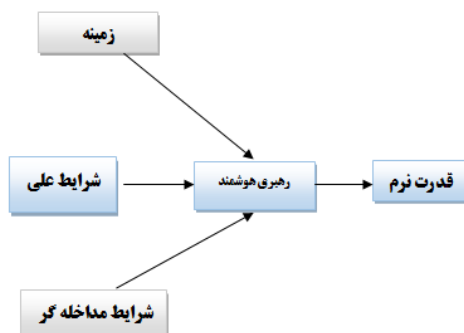 زمینه
شرایط علی
رهبری هوشمند
قدرت نرم
شرایط مداخله گر